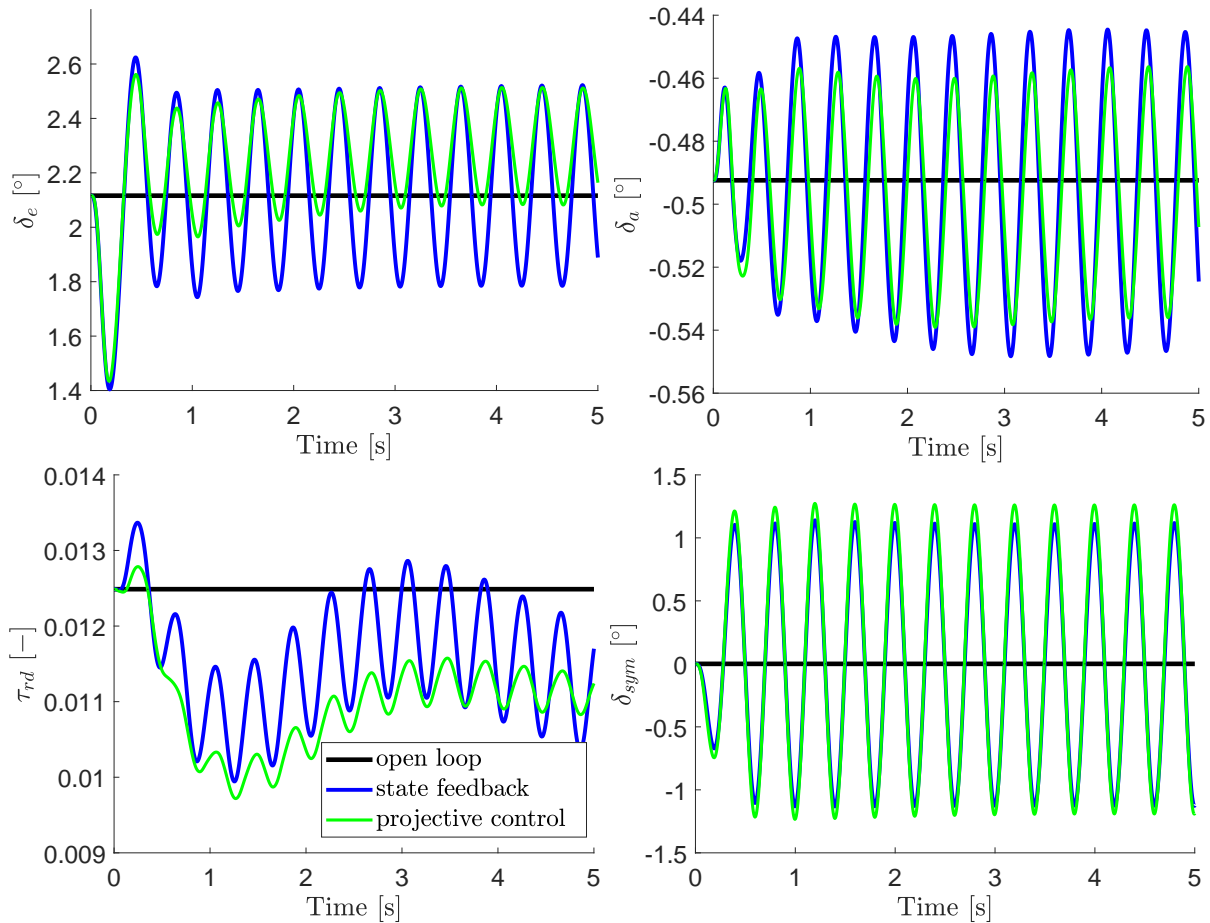 2.6
2.4
2.2
2
1.8
1.6
1.4
δ_e [°]
0 1 2 3 4 5
Time [s]
-0.44
-0.46
-0.48
-0.5
-0.52
-0.54
-0.56
δ_a [°]
0 1 2 3 4 5
Time [s]
0.014
0.013
0.012
0.011
0.01
0.009
τ_rd [−]
open loop
state feedback
projective control
0 1 2 3 4 5
Time [s]
1.5
1
0.5
0
-0.5
-1
-1.5
δ_sym [°]
0 1 2 3 4 5
Time [s]